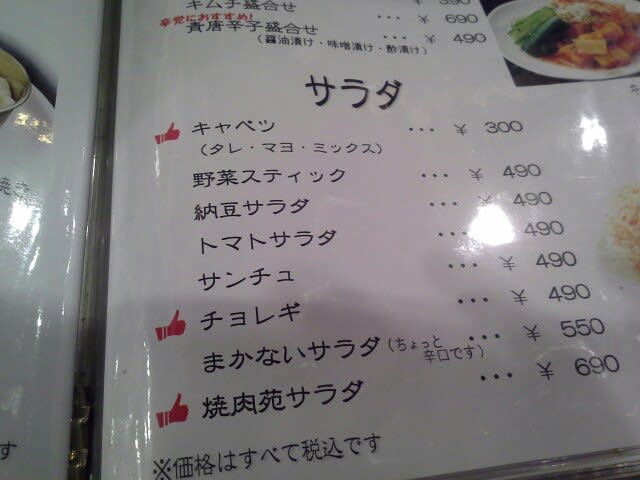 キムチ盛合せ ... ¥ 690
辛党におすすめ!
青唐辛子盛合せ ... ¥ 490
(醤油漬け・味噌漬け・酢漬け)
サラダ
キャベツ ... ¥ 300
(タレ・マヨ・ミックス)
野菜スティック ... ¥ 490
納豆サラダ ... ¥ 490
トマトサラダ ... ¥ 490
サンチュ ... ¥ 490
チョレギ ... ¥ 490
まかないサラダ(ちょっと辛口です) ... ¥ 550
焼肉苑サラダ ... ¥ 690
※価格はすべて税込です